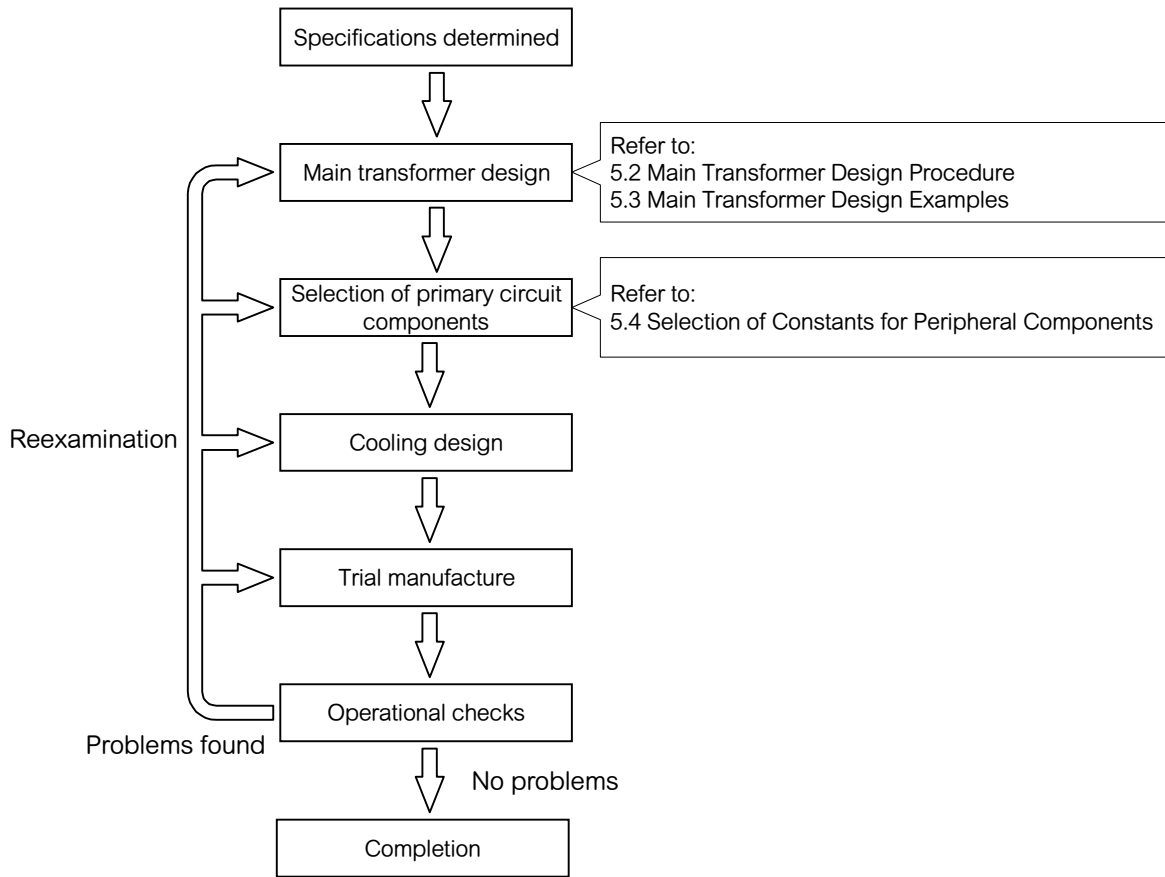 Specifications determined
Main transformer design
Refer to:
5.2 Main Transformer Design Procedure
5.3 Main Transformer Design Examples
Selection of primary circuit
components
Refer to:
5.4 Selection of Constants for Peripheral Components
Reexamination
Cooling design
Trial manufacture
Operational checks
Problems found
No problems
Completion